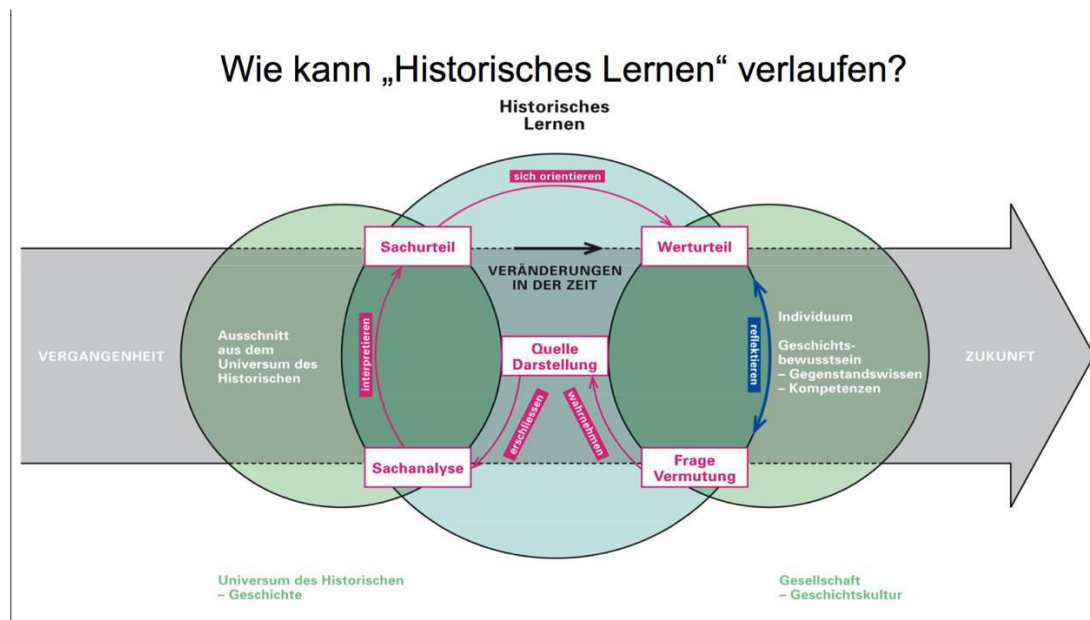 Wie kann „Historisches Lernen“ verlaufen?
Historisches
Lernen
sich orientieren
Sachurteil
Werturteil
VERÄNDERUNGEN
IN DER ZEIT
VERGANGENHEIT
Ausschnitt
aus dem
Universum des
Historischen
interpretieren
Quelle
Darstellung
reflektieren
Individuum
Geschichts-
bewusstsein
– Gegenstandswissen
– Kompetenzen
ZUKUNFT
erschliessen
wahrnehmen
Sachanalyse
Frage
Vermutung
Universum des Historischen
– Geschichte
Gesellschaft
– Geschichtskultur